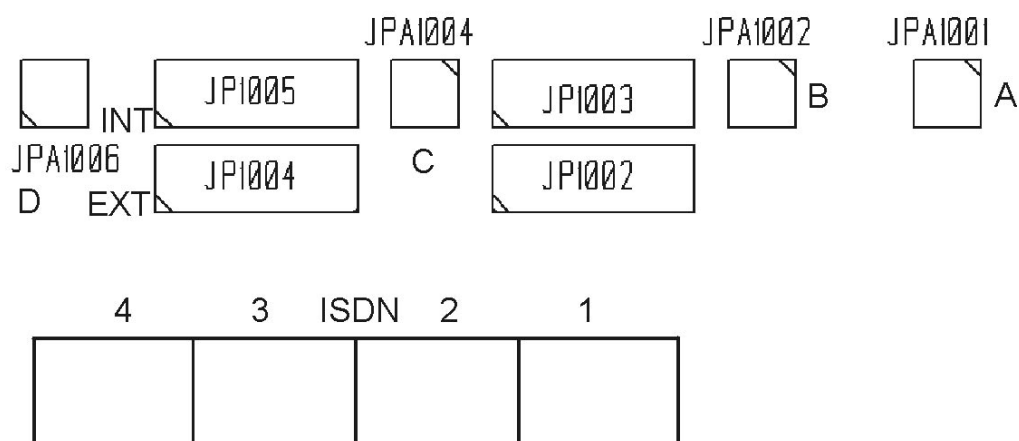 JPA1004 JPA1002 JPA1001
JP1005 JP1003 B A
INT
JPA1006 JP1004 C JP1002
D EXT
4 3 ISDN 2 1